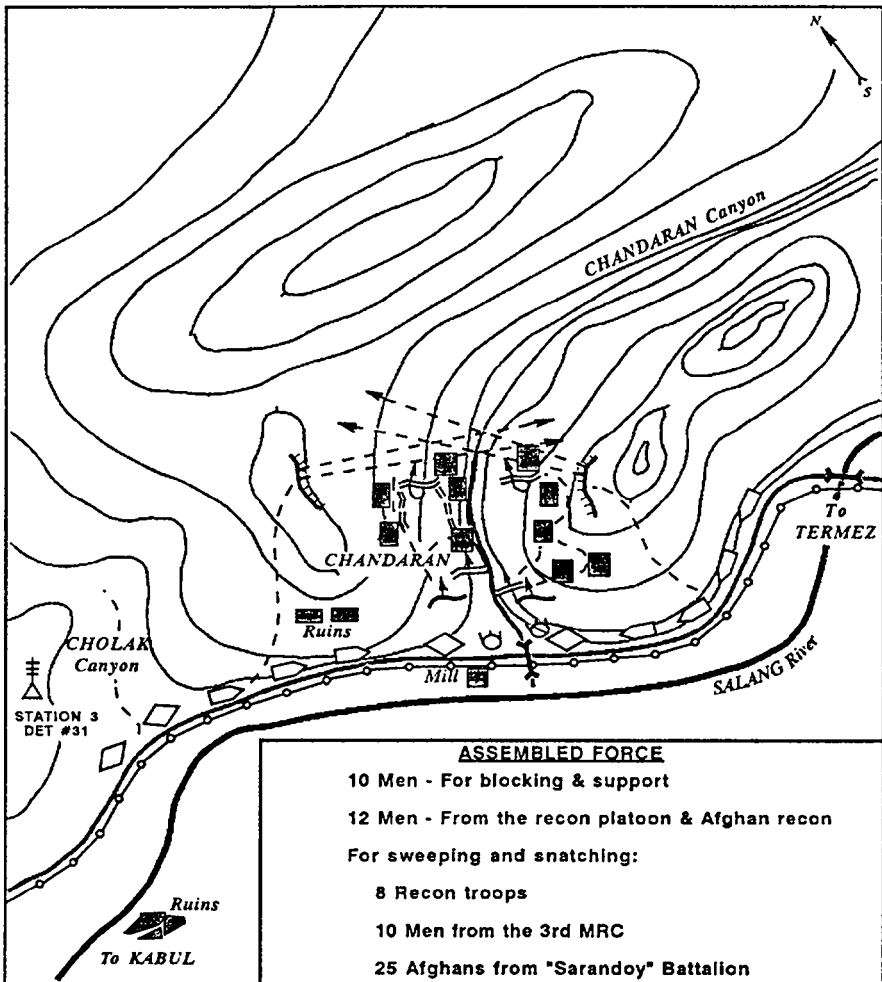 N
S
CHANDARAN Canyon
To
TERMEZ
CHANDARAN
Ruins
CHOLAK
Canyon
Mill
SALANG River
STATION 3
DET #31
Ruins
To KABUL
ASSEMBLED FORCE
10 Men - For blocking & support
12 Men - From the recon platoon & Afghan recon
For sweeping and snatching:
8 Recon troops
10 Men from the 3rd MRC
25 Afghans from "Sarandoy" Battalion